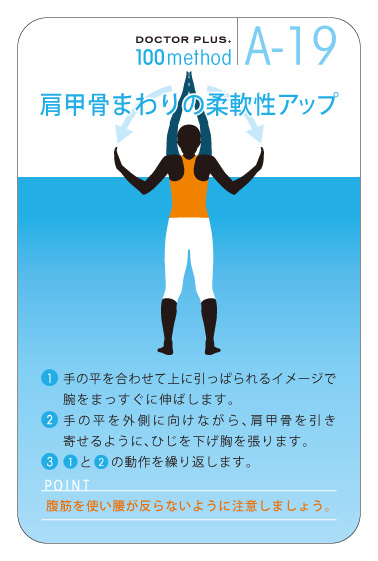 DOCTOR PLUS.
100method
A-19
肩甲骨まわりの柔軟性アップ
1 手の平を合わせて上に引っぱられるイメージで
腕をまっすぐに伸ばします。
2 手の平を外側に向けながら、肩甲骨を引き
寄せるように、ひじを下げ胸を張ります。
3 1と2の動作を繰り返します。
POINT
腹筋を使い腰が反らないように注意しましょう。